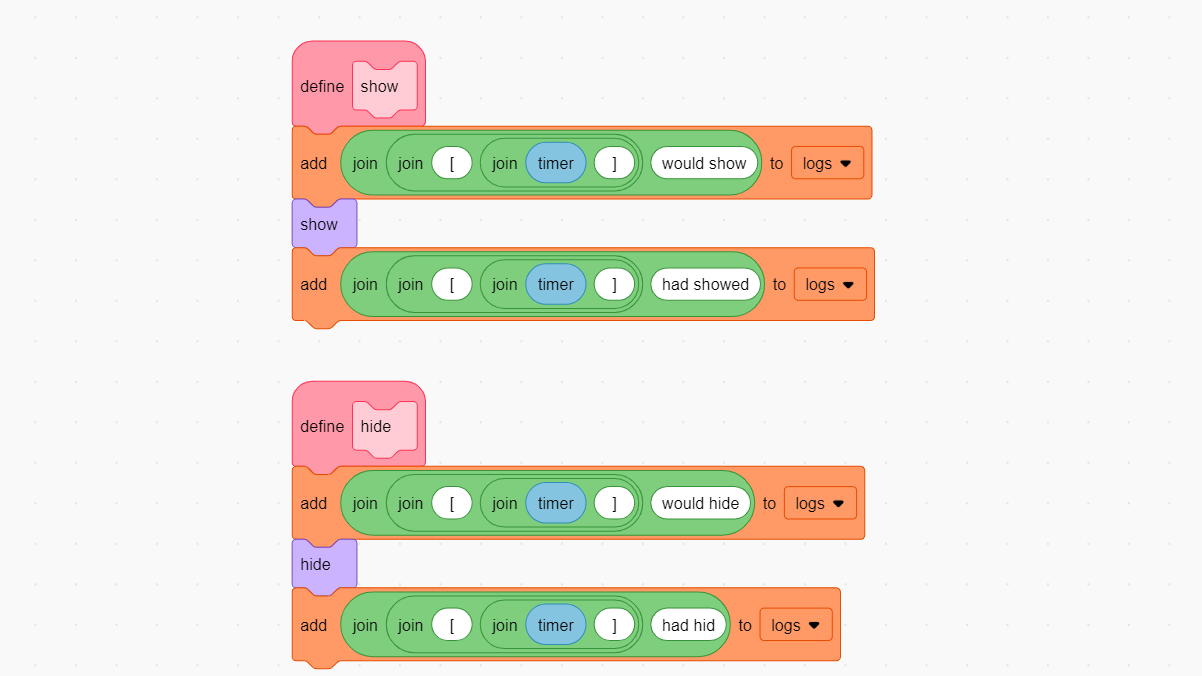 define show
add join join [ join timer ] would show to logs
show
add join join [ join timer ] had showed to logs
define hide
add join join [ join timer ] would hide to logs
hide
add join join [ join timer ] had hid to logs